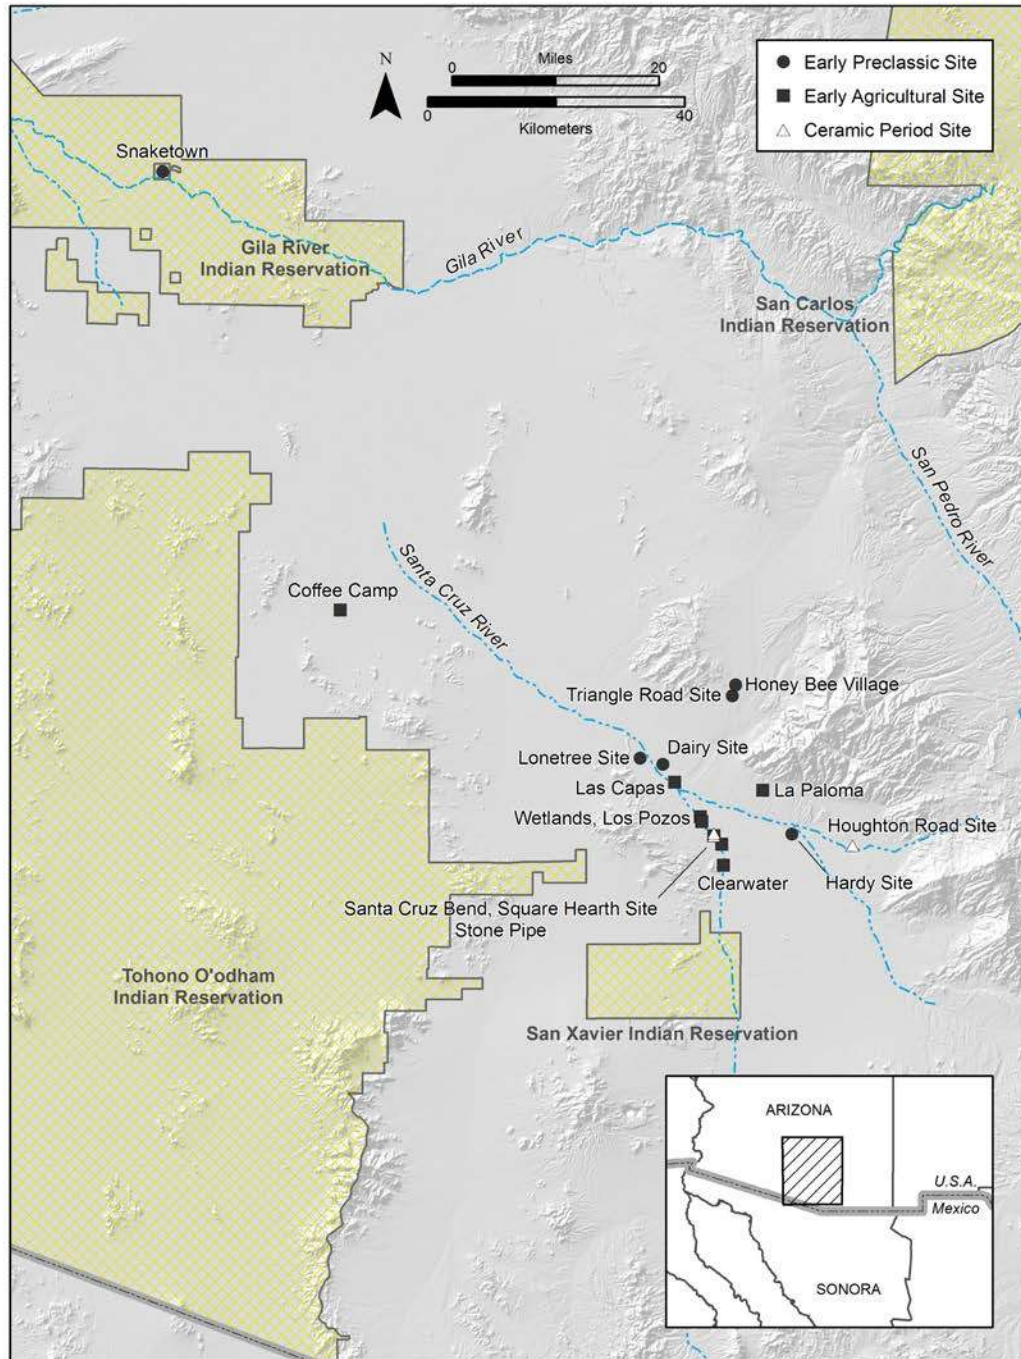 N
Miles
0
20
0
40
Kilometers
Early Preclassic Site
Early Agricultural Site
Ceramic Period Site
Snaketown
Gila River
Indian Reservation
Gila River
San Carlos
Indian Reservation
San Pedro River
Santa Cruz River
Coffee Camp
Honey Bee Village
Triangle Road Site
Lonetree Site
Dairy Site
Las Capas
La Paloma
Wetlands, Los Pozos
Houghton Road Site
Clearwater
Hardy Site
Santa Cruz Bend, Square Hearth Site
Stone Pipe
Tohono O'odham
Indian Reservation
San Xavier Indian Reservation
ARIZONA
U.S.A.
Mexico
SONORA